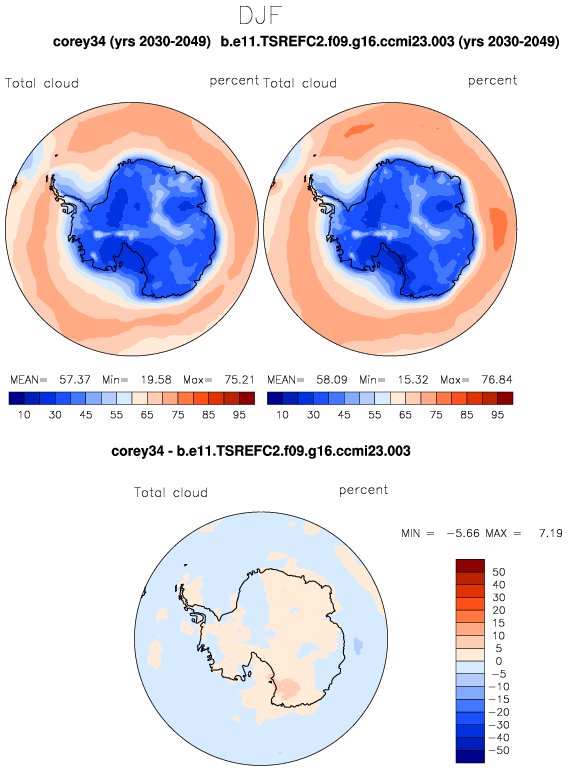 DJF
corey34 (yrs 2030-2049) b.e11.TSREFC2.f09.g16.ccmi23.003 (yrs 2030-2049)
Total cloud percent Total cloud percent
MEAN= 57.37 Min= 19.58 Max= 75.21 MEAN= 58.09 Min= 15.32 Max= 76.84
10 30 45 55 65 75 85 95 10 30 45 55 65 75 85 95
corey34 - b.e11.TSREFC2.f09.g16.ccmi23.003
Total cloud percent
MIN = -5.66 MAX = 7.19
50
40
30
20
15
10
5
0
-5
-10
-15
-20
-30
-40
-50